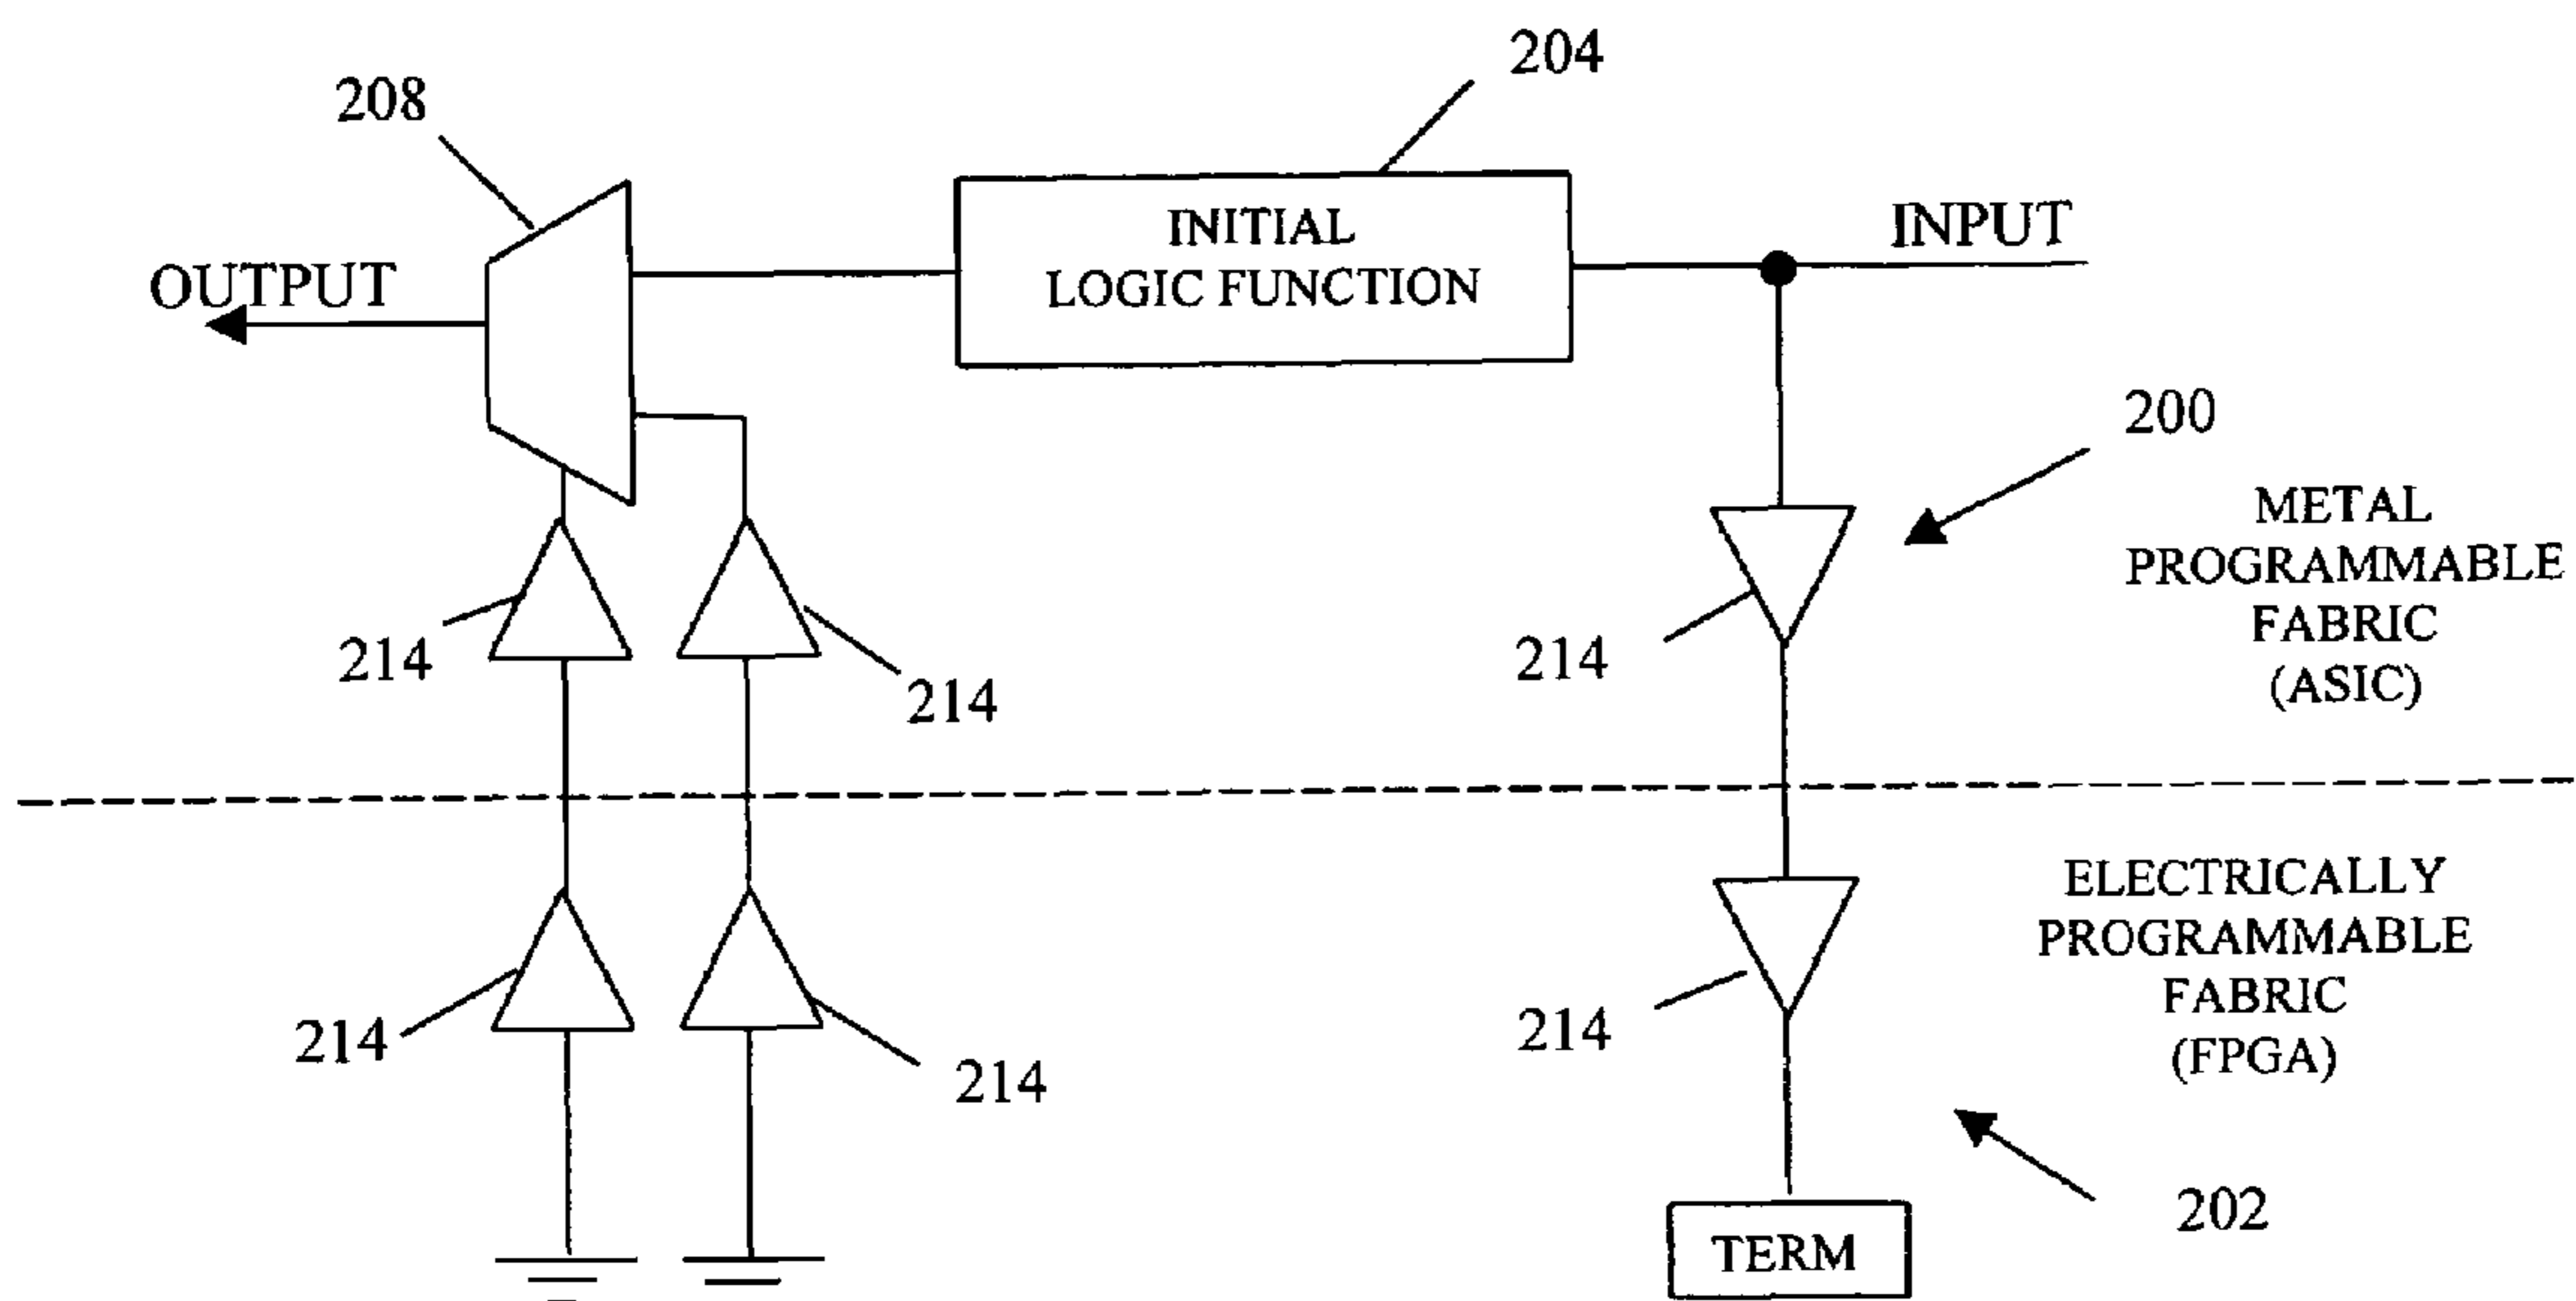 204
208
INITIAL
LOGIC FUNCTION
INPUT
OUTPUT
200
METAL
PROGRAMMABLE
FABRIC
(ASIC)
214
214
214
ELECTRICALLY
PROGRAMMABLE
FABRIC
(FPGA)
214
214
214
202
TERM